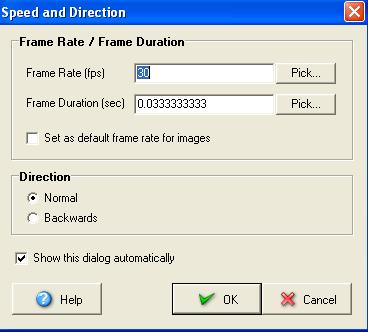 Speed and Direction
Frame Rate / Frame Duration
Frame Rate (fps) 30 Pick...
Frame Duration (sec) 0.0333333333 Pick...
Set as default frame rate for images
Direction
Normal
Backwards
Show this dialog automatically
Help OK Cancel